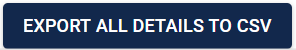 EXPORT ALL DETAILS TO CSV